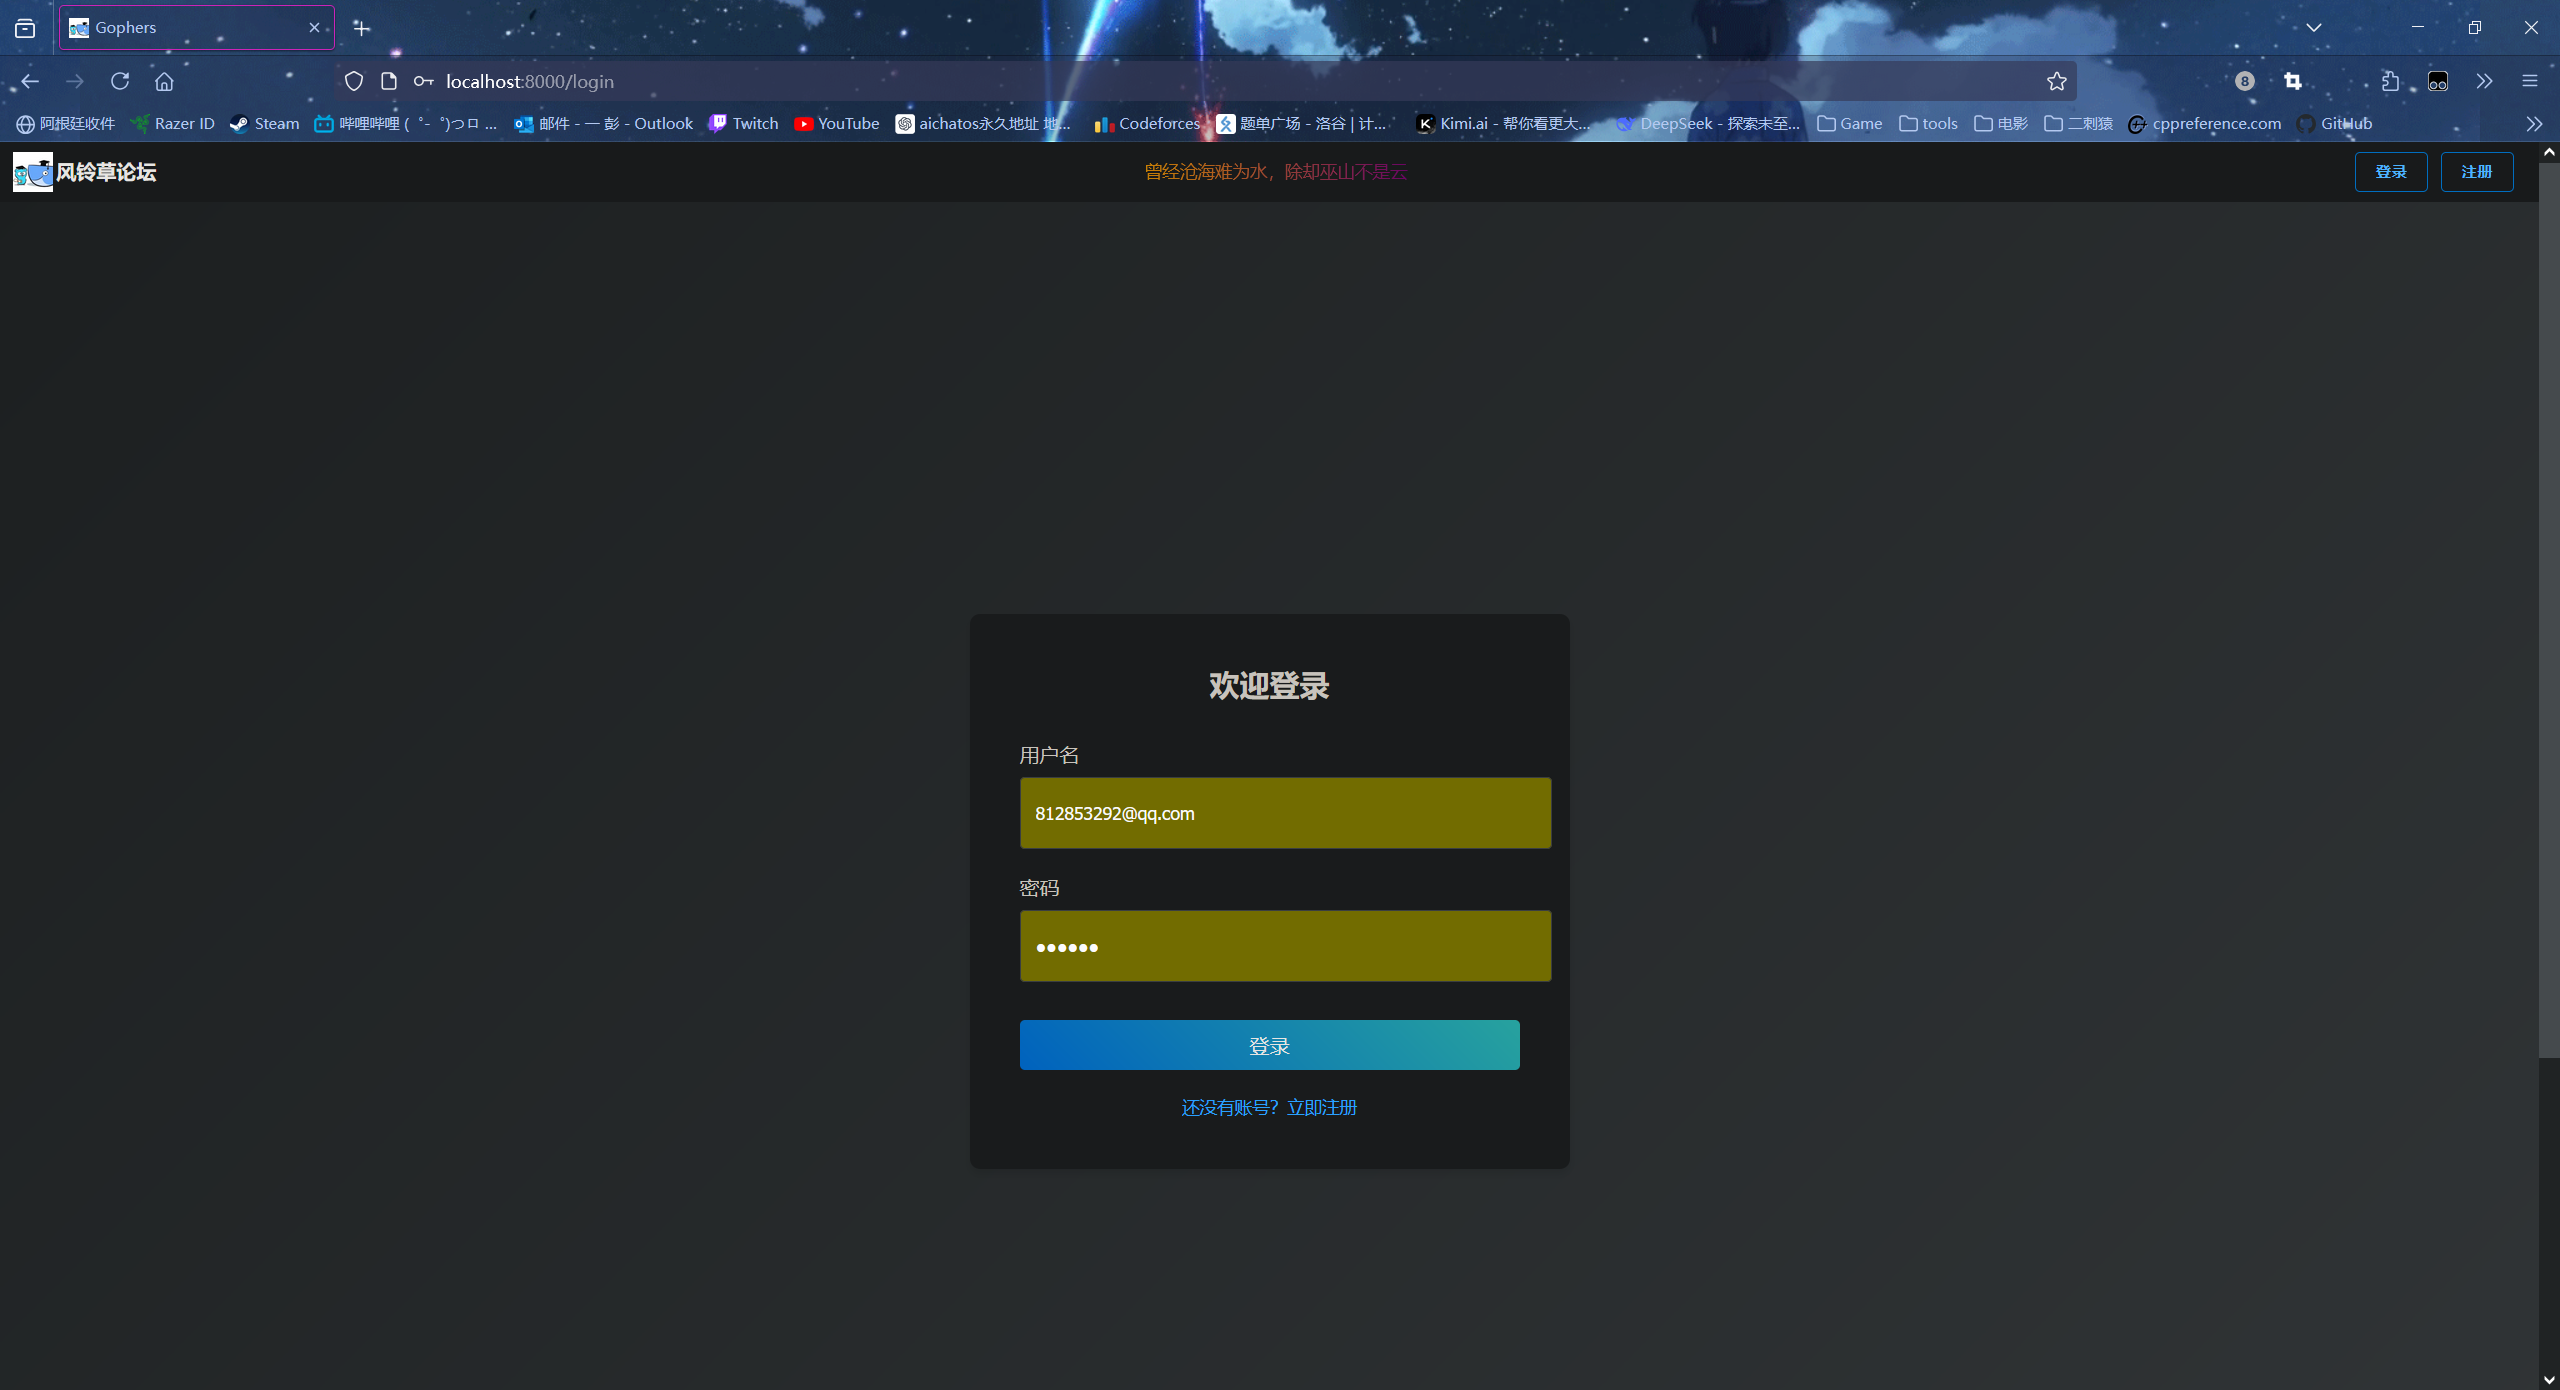 Gophers
localhost:8000/login
8
阿根廷收件 Razer ID Steam 哔哩哔哩 ( ゜- ゜)つロ ... 邮件 - 一 彭 - Outlook Twitch YouTube aichatos永久地址 地... Codeforces 题单广场 - 洛谷 | 计... Kimi.ai - 帮你看更大... DeepSeek - 探索未至... Game tools 电影 二刺猿 cppreference.com GitHub
风铃草论坛 曾经沧海难为水，除却巫山不是云 登录 注册
欢迎登录
用户名
812853292@qq.com
密码
••••••
登录
还没有账号？立即注册